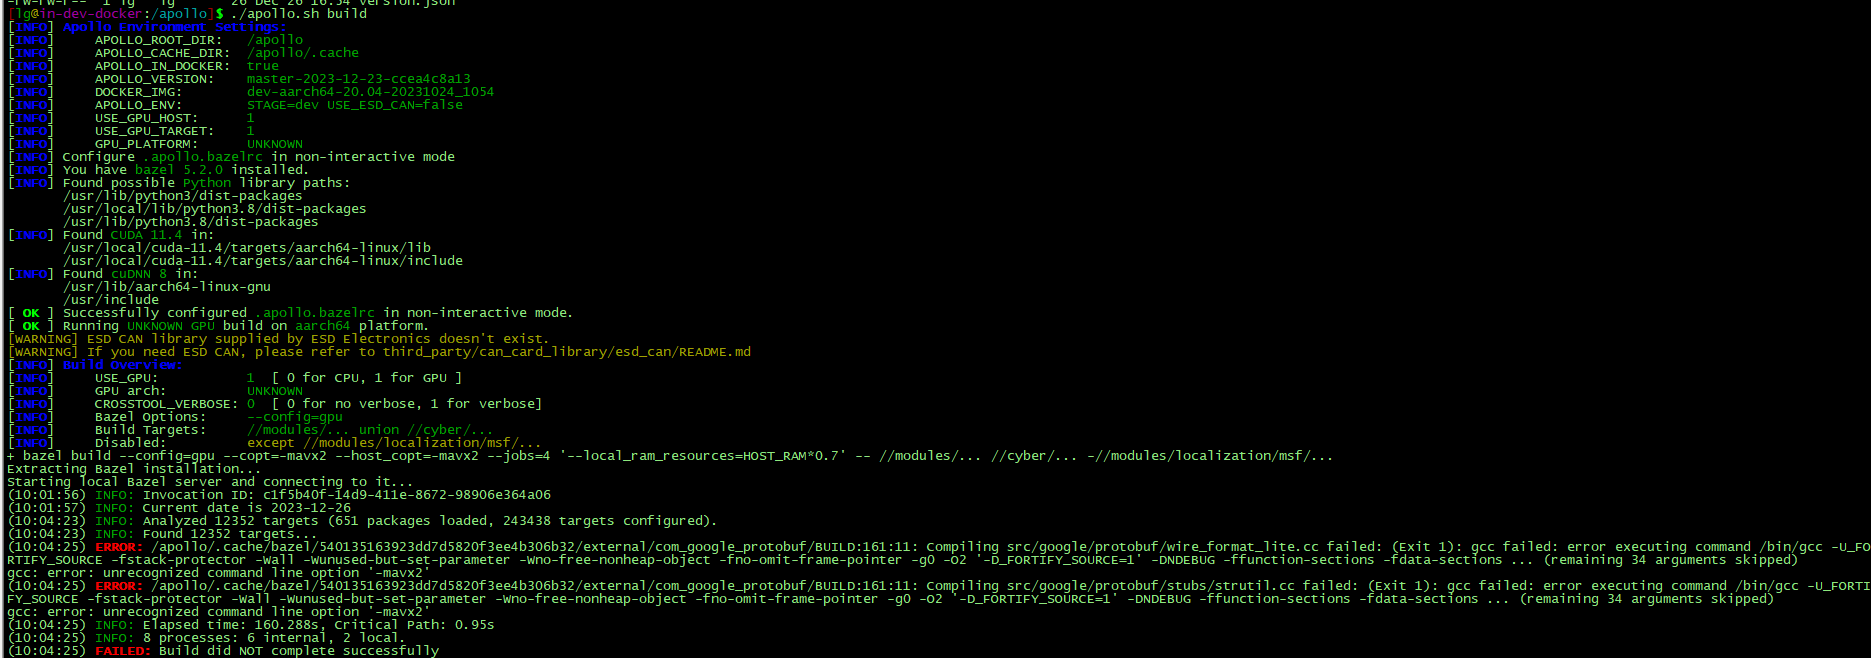 -rw-rw-r-- 1 lg lg 26 Dec 26 16:54 version.json
[lg@in-dev-docker:/apollo]$ ./apollo.sh build
[INFO] Apollo Environment Settings:
[INFO] APOLLO_ROOT_DIR: /apollo
[INFO] APOLLO_CACHE_DIR: /apollo/.cache
[INFO] APOLLO_IN_DOCKER: true
[INFO] APOLLO_VERSION: master-2023-12-23-ccea4c8a13
[INFO] DOCKER_IMG: dev-aarch64-20.04-20231024_1054
[INFO] APOLLO_ENV: STAGE=dev USE_ESD_CAN=false
[INFO] USE_GPU_HOST: 1
[INFO] USE_GPU_TARGET: 1
[INFO] GPU_PLATFORM: UNKNOWN
[INFO] Configure .apollo.bazelrc in non-interactive mode
[INFO] You have bazel 5.2.0 installed.
[INFO] Found possible Python library paths:
/usr/lib/python3/dist-packages
/usr/local/lib/python3.8/dist-packages
/usr/lib/python3.8/dist-packages
[INFO] Found CUDA 11.4 in:
/usr/local/cuda-11.4/targets/aarch64-linux/lib
/usr/local/cuda-11.4/targets/aarch64-linux/include
[INFO] Found cuDNN 8 in:
/usr/lib/aarch64-linux-gnu
/usr/include
[ OK ] Successfully configured .apollo.bazelrc in non-interactive mode.
[ OK ] Running UNKNOWN GPU build on aarch64 platform.
[WARNING] ESD CAN library supplied by ESD Electronics doesn't exist.
[WARNING] If you need ESD CAN, please refer to third_party/can_card_library/esd_can/README.md
[INFO] Build Overview:
[INFO] USE_GPU: 1 [ 0 for CPU, 1 for GPU ]
[INFO] GPU arch: UNKNOWN
[INFO] CROSSTOOL_VERBOSE: 0 [ 0 for no verbose, 1 for verbose]
[INFO] Bazel Options: --config=gpu
[INFO] Build Targets: //modules/... union //cyber/...
[INFO] Disabled: except //modules/localization/msf/...
+ bazel build --config=gpu --copt=-mavx2 --host_copt=-mavx2 --jobs=4 '--local_ram_resources=HOST_RAM*0.7' -- //modules/... //cyber/... -//modules/localization/msf/...
Extracting Bazel installation...
Starting local Bazel server and connecting to it...
(10:01:56) INFO: Invocation ID: c1f5b40f-14d9-411e-8672-98906e364a06
(10:01:57) INFO: Current date is 2023-12-26
(10:04:23) INFO: Analyzed 12352 targets (651 packages loaded, 243438 targets configured).
(10:04:23) INFO: Found 12352 targets...
(10:04:25) ERROR: /apollo/.cache/bazel/540135163923dd7d5820f3ee4b306b32/external/com_google_protobuf/BUILD:161:11: Compiling src/google/protobuf/wire_format_lite.cc failed: (Exit 1): gcc failed: error executing command /bin/gcc -U_FO
RTIFY_SOURCE -fstack-protector -Wall -Wunused-but-set-parameter -Wno-free-nonheap-object -fno-omit-frame-pointer -g0 -O2 '-D_FORTIFY_SOURCE=1' -DNDEBUG -ffunction-sections -fdata-sections ... (remaining 34 arguments skipped)
gcc: error: unrecognized command line option '-mavx2'
(10:04:25) ERROR: /apollo/.cache/bazel/540135163923dd7d5820f3ee4b306b32/external/com_google_protobuf/BUILD:161:11: Compiling src/google/protobuf/stubs/strutil.cc failed: (Exit 1): gcc failed: error executing command /bin/gcc -U_FORTI
FY_SOURCE -fstack-protector -Wall -Wunused-but-set-parameter -Wno-free-nonheap-object -fno-omit-frame-pointer -g0 -O2 '-D_FORTIFY_SOURCE=1' -DNDEBUG -ffunction-sections -fdata-sections ... (remaining 34 arguments skipped)
gcc: error: unrecognized command line option '-mavx2'
(10:04:25) INFO: Elapsed time: 160.288s, Critical Path: 0.95s
(10:04:25) INFO: 8 processes: 6 internal, 2 local.
(10:04:25) FAILED: Build did NOT complete successfully